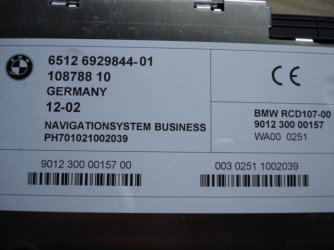 BMW
6512 6929844-01
108788 10
GERMANY
12-02
NAVIGATIONSYSTEM BUSINESS
PH701021002039
CE
BMW RCD107-00
9012 300 00157
WA00 0251
9012 300 00157 00
003 0251 1002039